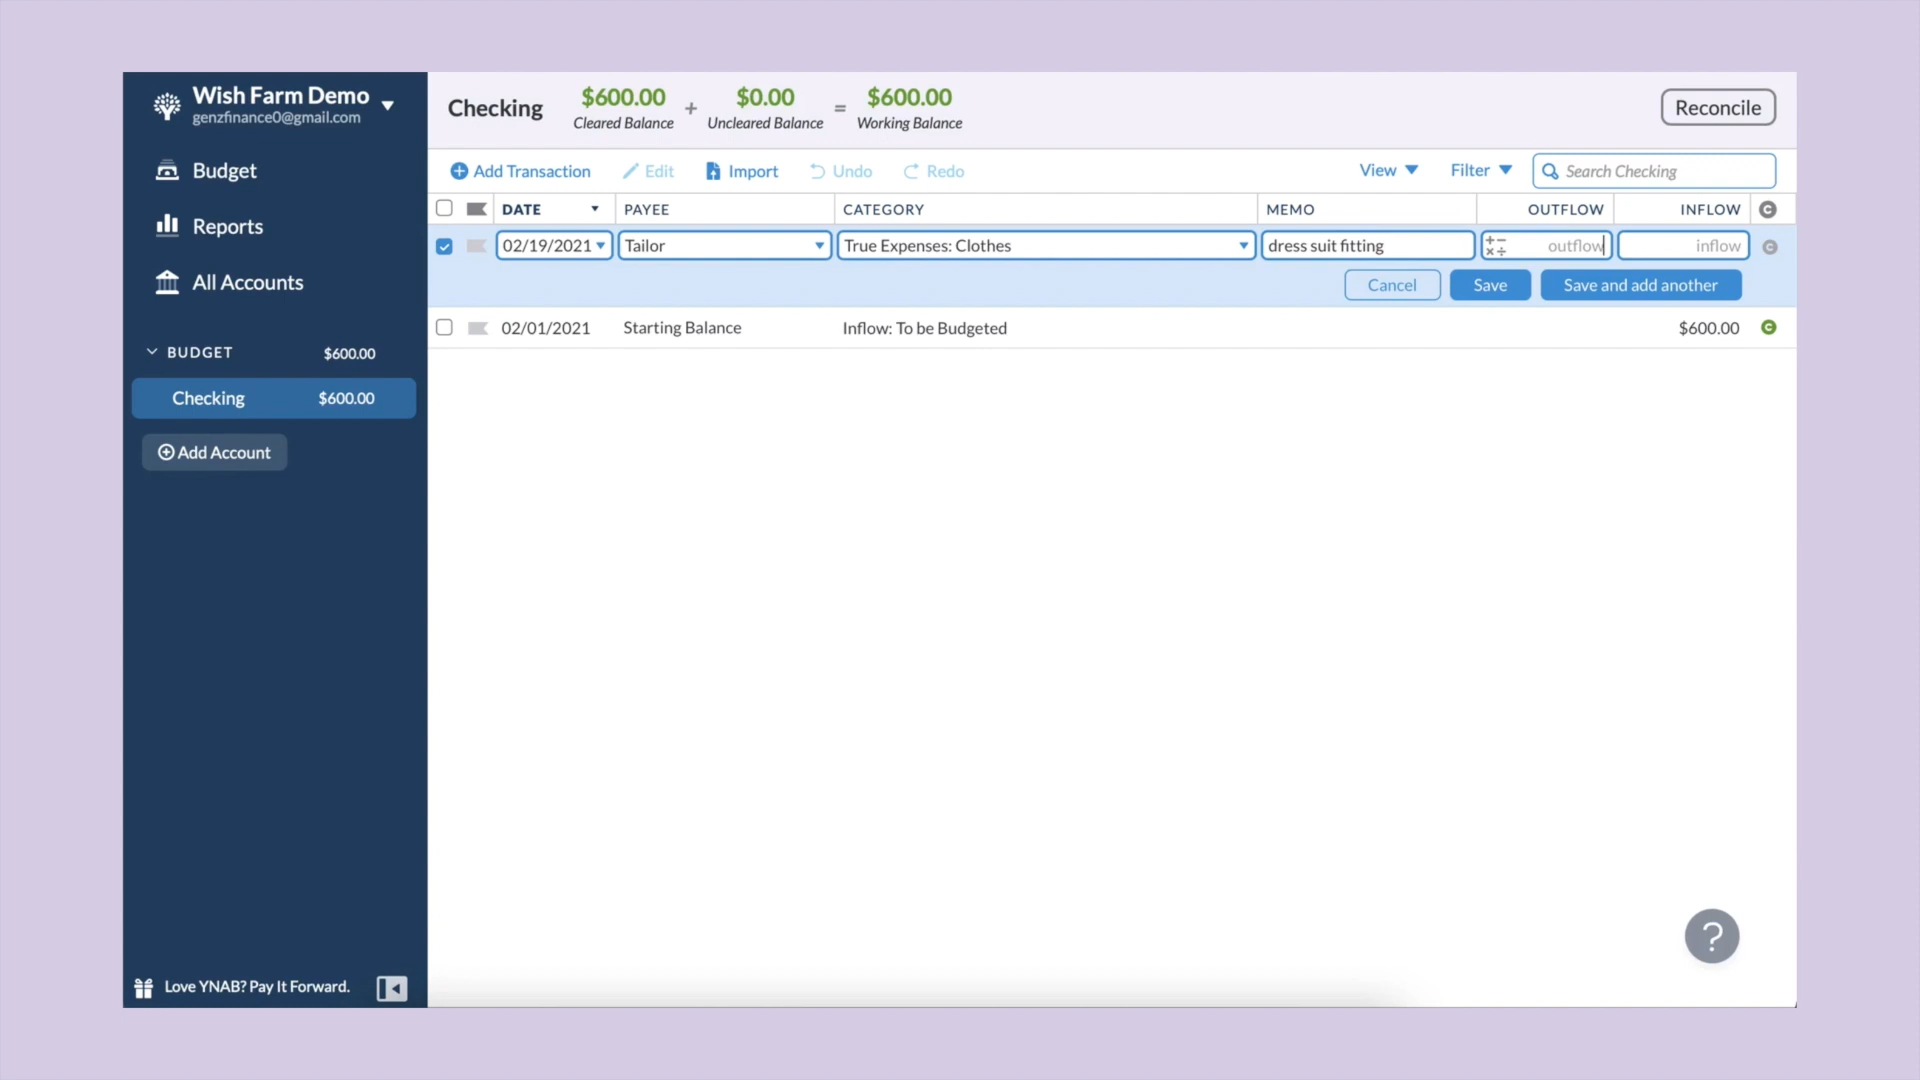 Wish Farm Demo
genzfinance0@gmail.com
Budget
Reports
All Accounts
BUDGET $600.00
Checking $600.00
Add Account
Love YNAB? Pay It Forward.
Checking
$600.00 + $0.00 = $600.00
Cleared Balance Uncleared Balance Working Balance
Reconcile
Add Transaction Edit Import Undo Redo View Filter Search Checking
DATE PAYEE CATEGORY MEMO OUTFLOW INFLOW C
02/19/2021 Tailor True Expenses: Clothes dress suit fitting outflow inflow C
Cancel Save Save and add another
02/01/2021 Starting Balance Inflow: To be Budgeted $600.00 C
?